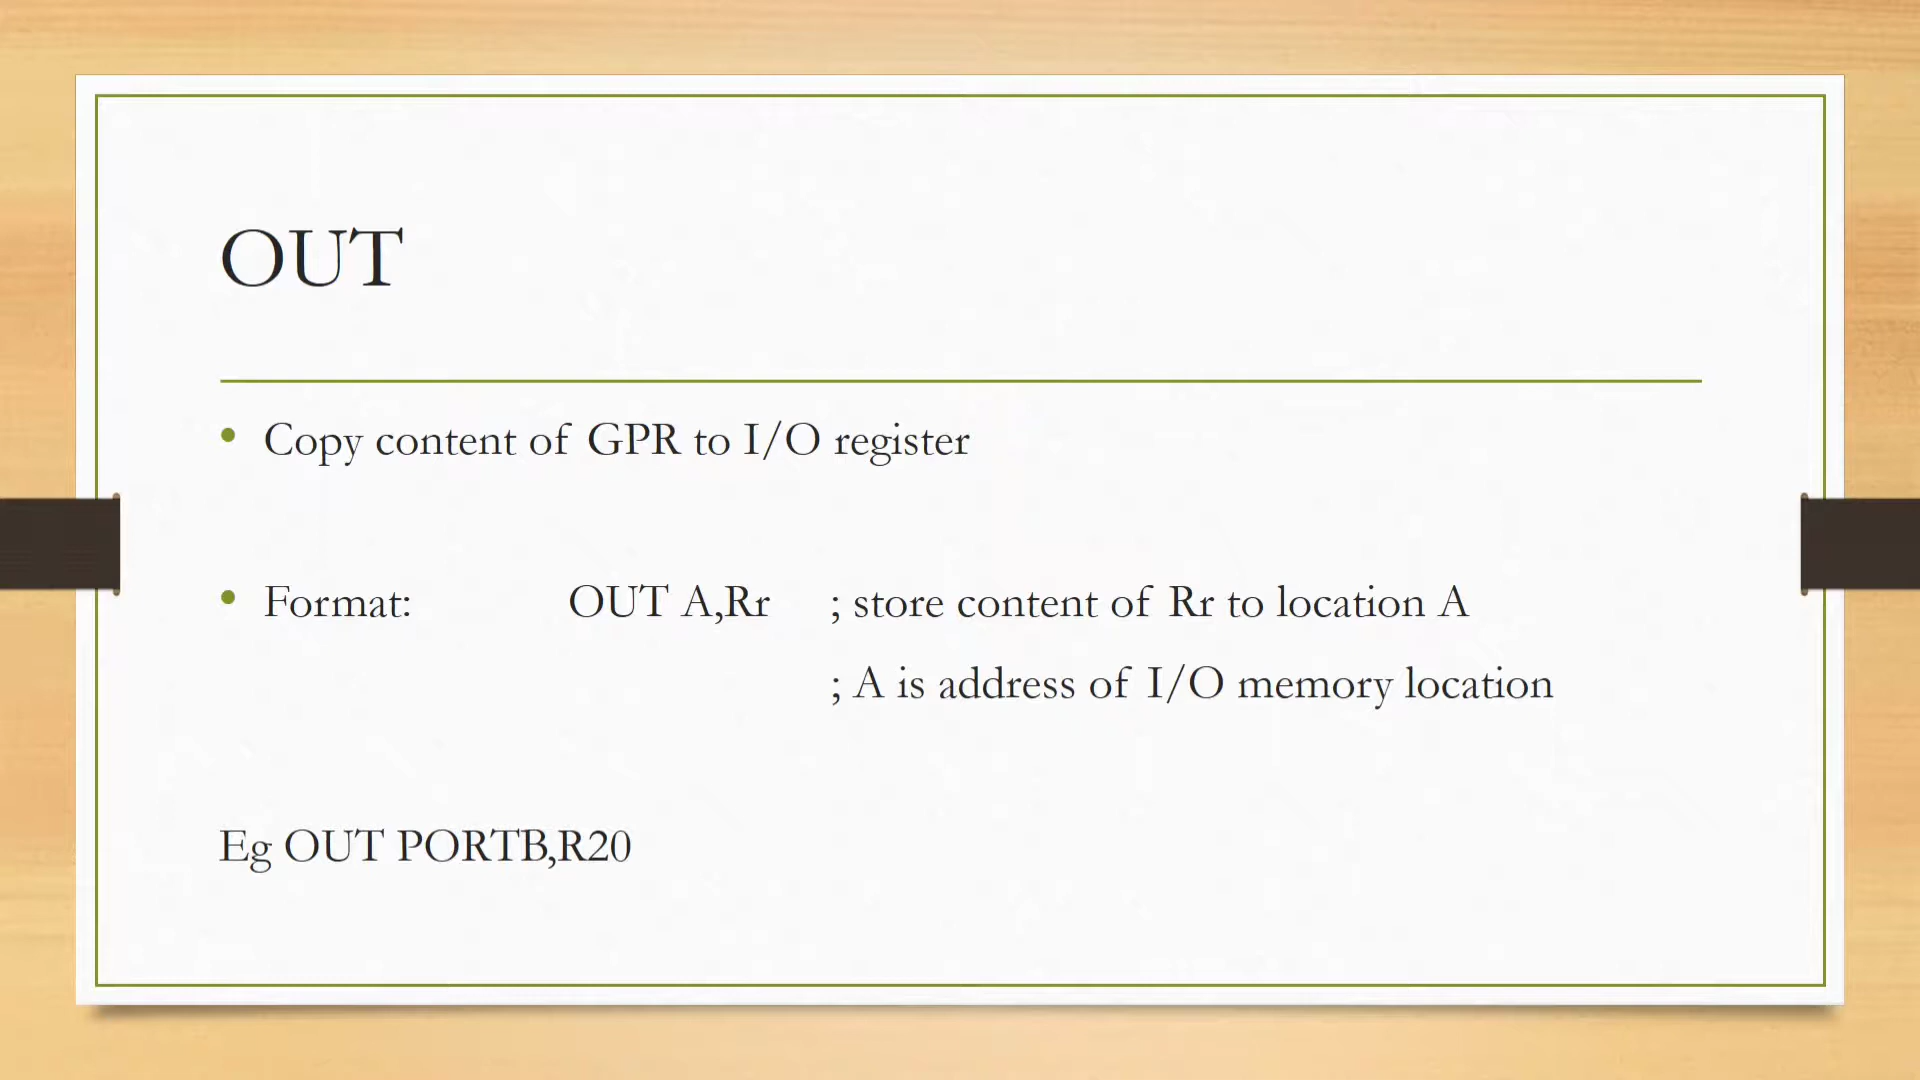 OUT
• Copy content of GPR to I/O register
• Format: OUT A,Rr ; store content of Rr to location A
; A is address of I/O memory location
Eg OUT PORTB,R20